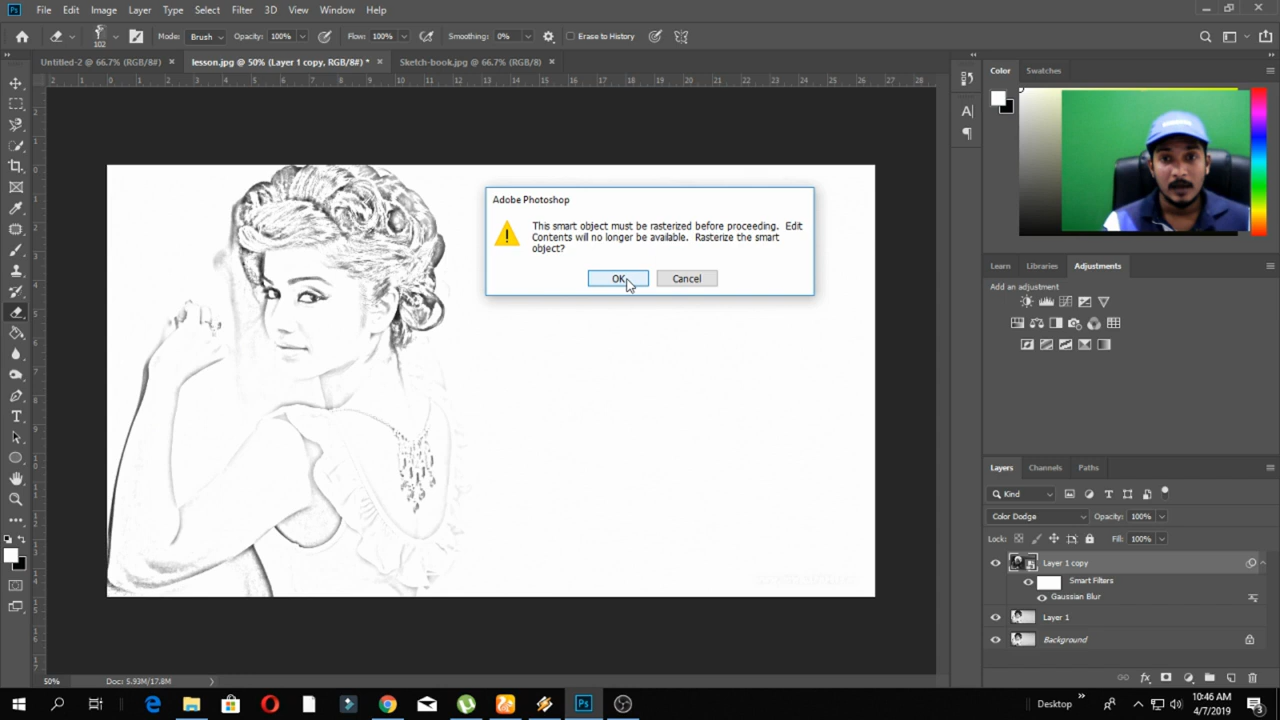 Ps File Edit Image Layer Type Select Filter 3D View Window Help
102 Mode: Brush Opacity: 100% Flow: 100% Smoothing: 0% Erase to History
Untitled-2 @ 66.7% (RGB/8#) × lesson.jpg @ 50% (Layer 1 copy, RGB/8#) * × Sketch-book.jpg @ 66.7% (RGB/8) ×
Color Swatches
Adobe Photoshop
This smart object must be rasterized before proceeding. Edit
Contents will no longer be available. Rasterize the smart
object?
OK Cancel
Learn Libraries Adjustments
Add an adjustment
Layers Channels Paths
Kind
Color Dodge Opacity: 100%
Lock: Fill: 100%
Layer 1 copy
Smart Filters
Gaussian Blur
Layer 1
Background
50% Doc: 5.93M/17.8M
Desktop
10:46 AM
4/7/2019
3